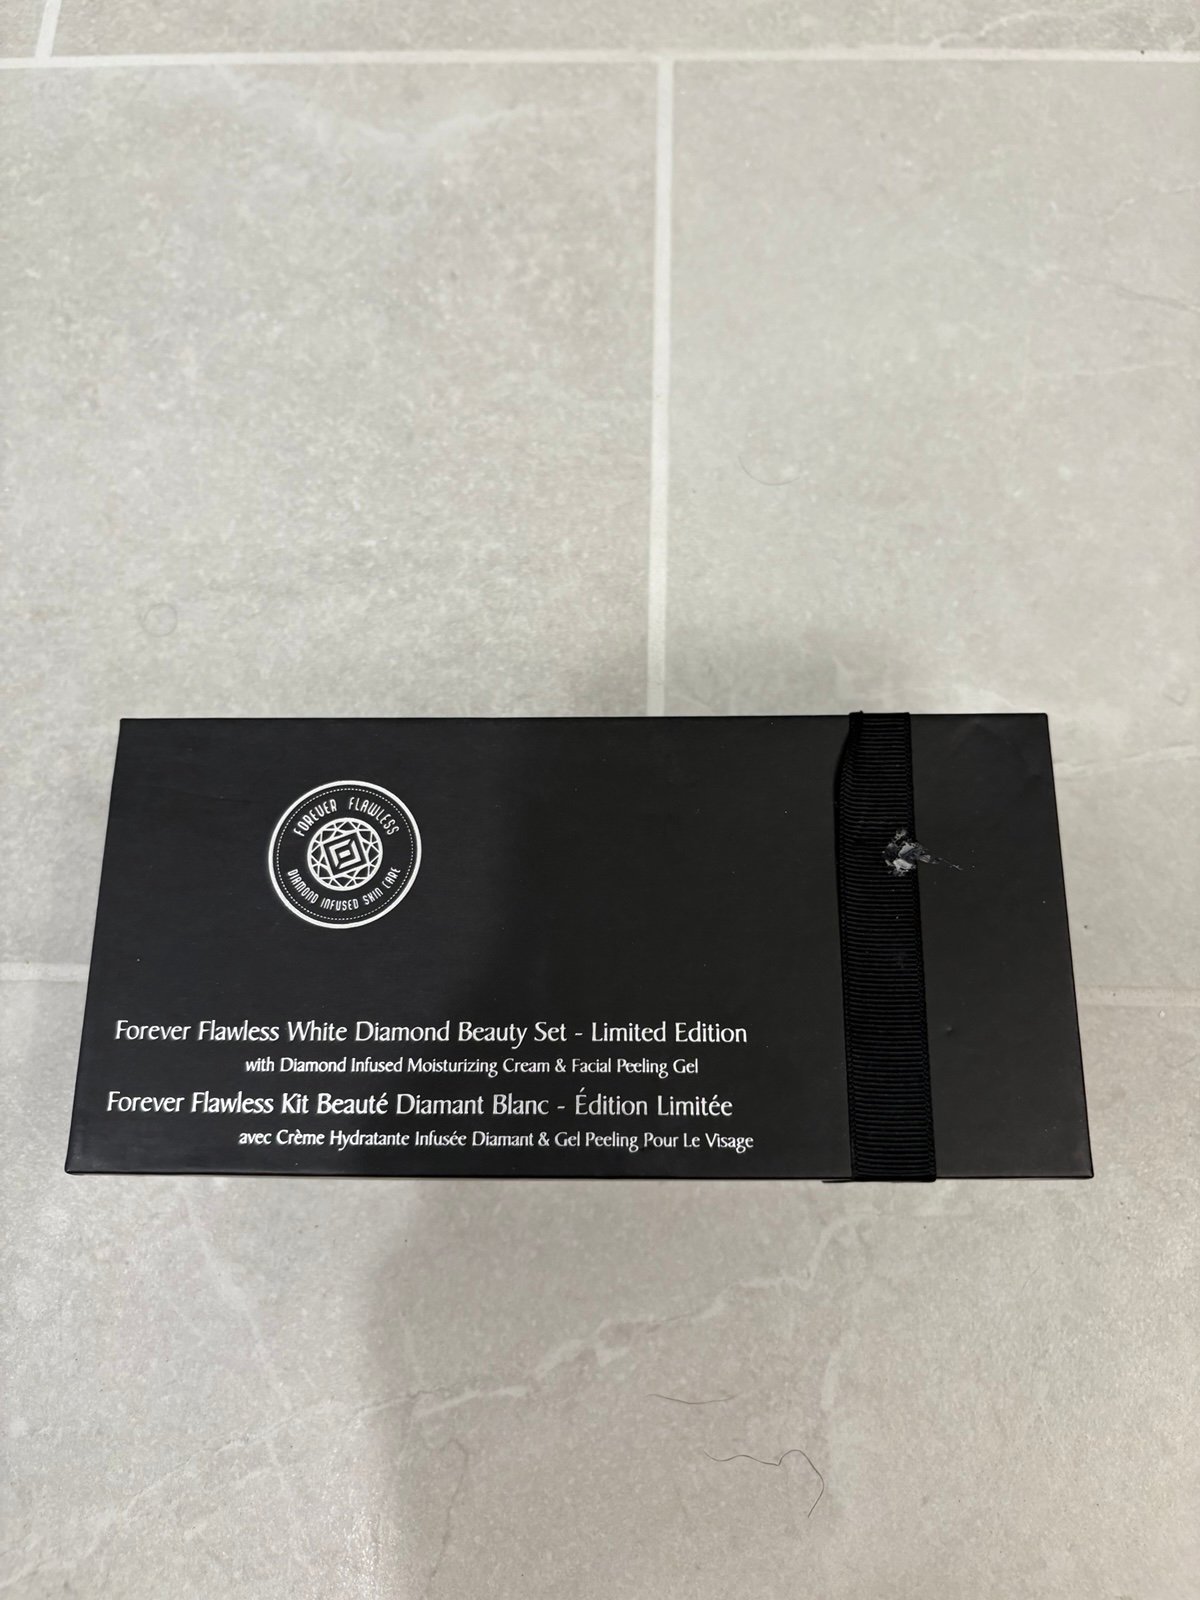 FOREVER FLAWLESS
DIAMOND INFUSED SKIN CARE
Forever Flawless White Diamond Beauty Set - Limited Edition
with Diamond Infused Moisturizing Cream & Facial Peeling Gel
Forever Flawless Kit Beauté Diamant Blanc - Édition Limitée
avec Crème Hydratante Infusée Diamant & Gel Peeling Pour Le Visage